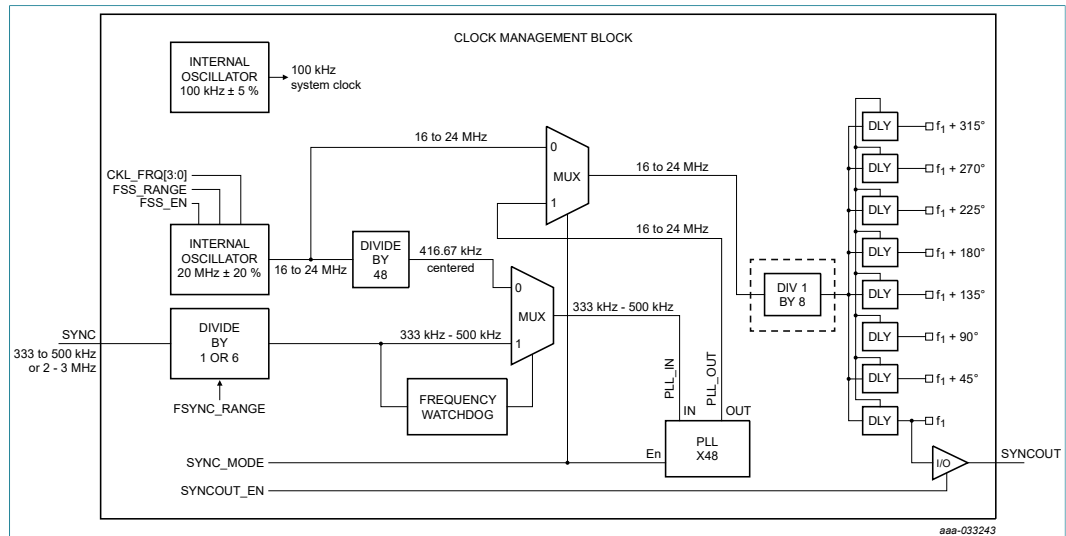 CLOCK MANAGEMENT BLOCK
INTERNAL
OSCILLATOR
100 kHz ± 5 %
100 kHz
system clock
CKL_FRQ[3:0]
FSS_RANGE
FSS_EN
INTERNAL
OSCILLATOR
20 MHz ± 20 %
16 to 24 MHz
16 to 24 MHz
DIVIDE
BY
48
416.67 kHz
centered
0
MUX
1
16 to 24 MHz
16 to 24 MHz
0
MUX
1
333 kHz - 500 kHz
SYNC
333 to 500 kHz
or 2 - 3 MHz
DIVIDE
BY
1 OR 6
FSYNC_RANGE
333 kHz - 500 kHz
FREQUENCY
WATCHDOG
PLL_IN
PLL_OUT
IN
OUT
En
PLL
X48
SYNC_MODE
SYNCOUT_EN
DIV 1
BY 8
DLY
f1 + 315°
DLY
f1 + 270°
DLY
f1 + 225°
DLY
f1 + 180°
DLY
f1 + 135°
DLY
f1 + 90°
DLY
f1 + 45°
DLY
f1
I/O
SYNCOUT
aaa-033243